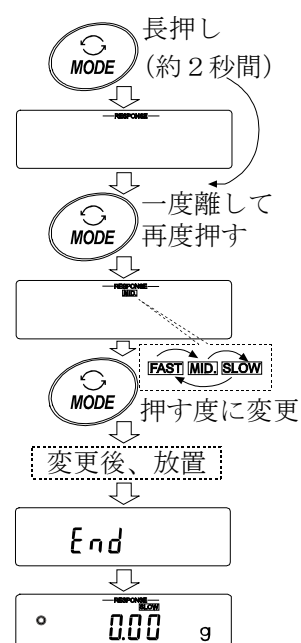 長押し
MODE
(約２秒間)
RESPONSE
一度離して
MODE
再度押す
RESPONSE
MID.
FAST MID. SLOW
MODE
押す度に変更
変更後、放置
End
RESPONSE
SLOW
0.00 g